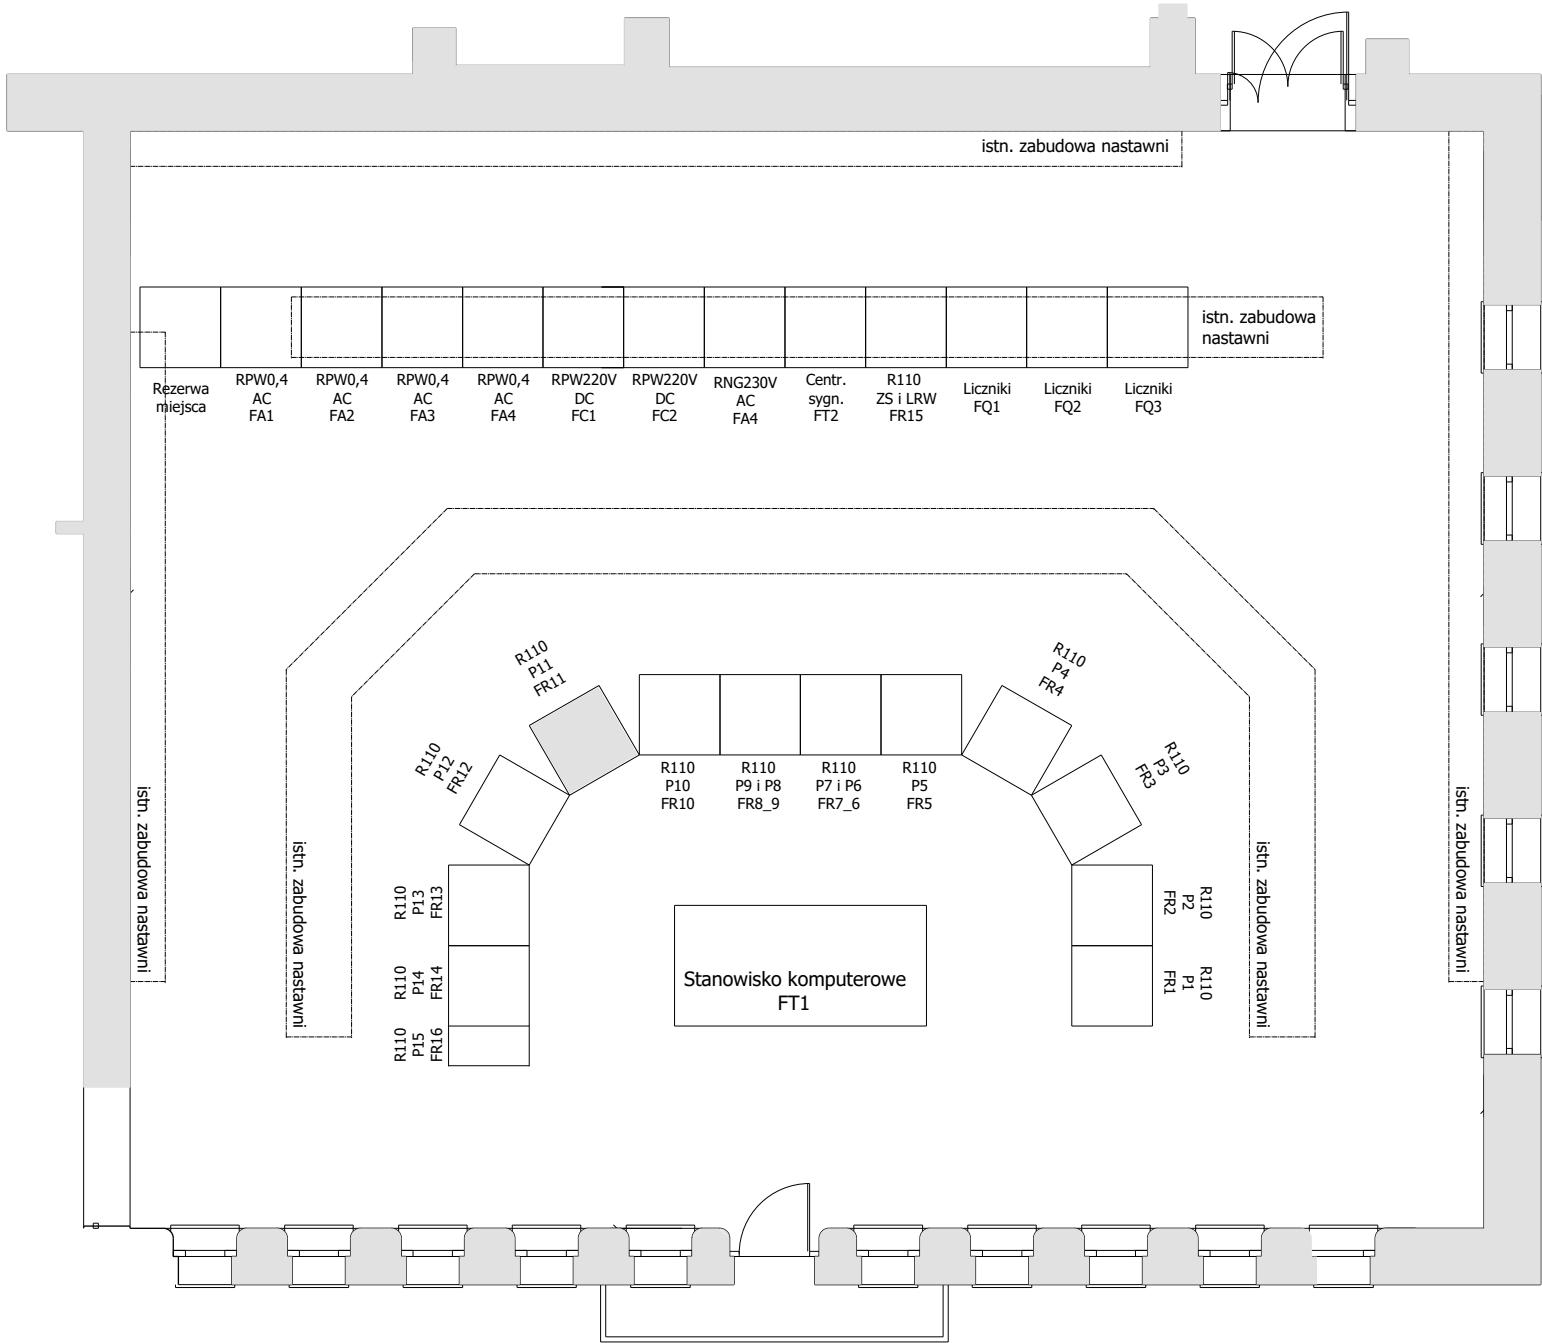 istn. zabudowa nastawni
istn. zabudowa
nastawni
Rezerwa
miejsca
RPW0,4
AC
FA1
RPW0,4
AC
FA2
RPW0,4
AC
FA3
RPW0,4
AC
FA4
RPW220V
DC
FC1
RPW220V
DC
FC2
RNG230V
AC
FA4
Centr.
sygn.
FT2
R110
ZS i LRW
FR15
Liczniki
FQ1
Liczniki
FQ2
Liczniki
FQ3
R110
P11
FR11
R110
P4
FR4
R110
P12
FR12
R110
P3
FR3
R110
P10
FR10
R110
P9 i P8
FR8_9
R110
P7 i P6
FR7_6
R110
P5
FR5
istn. zabudowa nastawni
istn. zabudowa nastawni
R110
P13
FR13
R110
P14
FR14
R110
P15
FR16
Stanowisko komputerowe
FT1
R110
P2
FR2
R110
P1
FR1
istn. zabudowa nastawni
istn. zabudowa nastawni